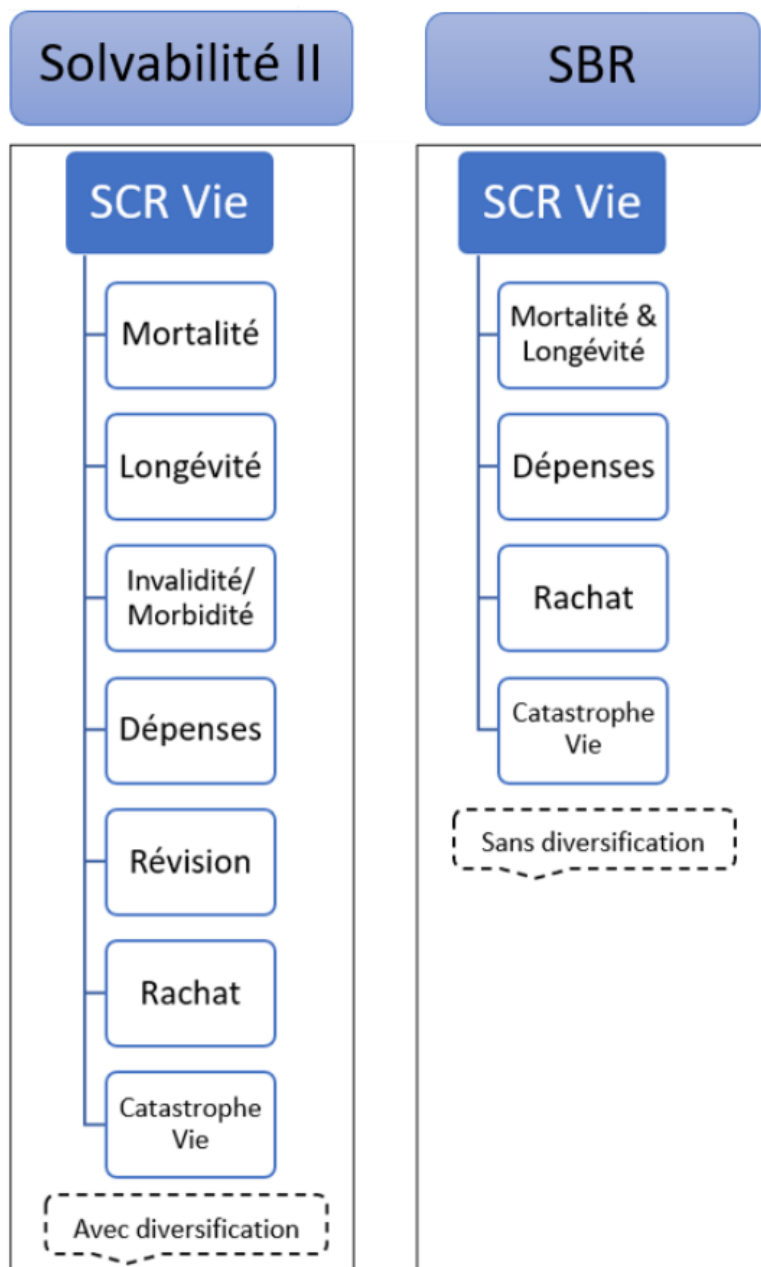 Solvabilité II
SCR Vie
Mortalité
Longévité
Invalidité/
Morbidité
Dépenses
Révision
Rachat
Catastrophe
Vie
Avec diversification
SBR
SCR Vie
Mortalité &
Longévité
Dépenses
Rachat
Catastrophe
Vie
Sans diversification